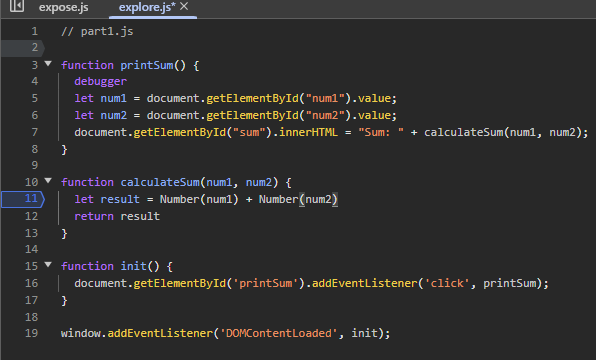 expose.js explore.js* ×
1 // part1.js
2
3 function printSum() {
4 debugger
5 let num1 = document.getElementById("num1").value;
6 let num2 = document.getElementById("num2").value;
7 document.getElementById("sum").innerHTML = "Sum: " + calculateSum(num1, num2);
8 }
9
10 function calculateSum(num1, num2) {
11 let result = Number(num1) + Number(num2)
12 return result
13 }
14
15 function init() {
16 document.getElementById('printSum').addEventListener('click', printSum);
17 }
18
19 window.addEventListener('DOMContentLoaded', init);